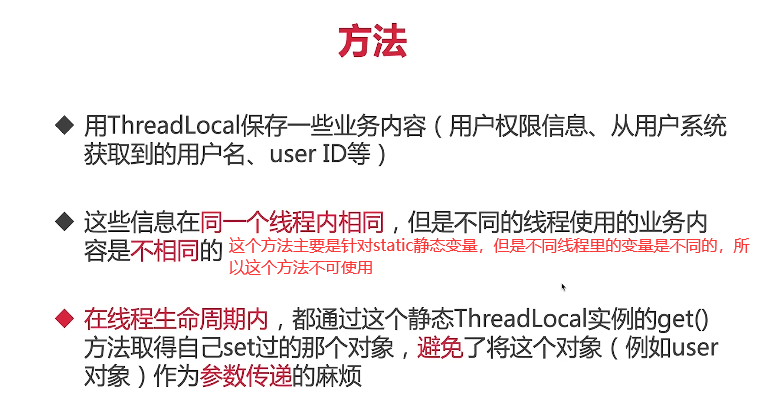 方法
◆ 用ThreadLocal保存一些业务内容（用户权限信息、从用户系统
获取到的用户名、user ID等）
◆ 这些信息在同一个线程内相同，但是不同的线程使用的业务内
容是不相同的
这个方法主要是针对static静态变量，但是不同线程里的变量是不同的，所
以这个方法不可使用
◆ 在线程生命周期内，都通过这个静态ThreadLocal实例的get()
方法取得自己set过的那个对象，避免了将这个对象（例如user
对象）作为参数传递的麻烦